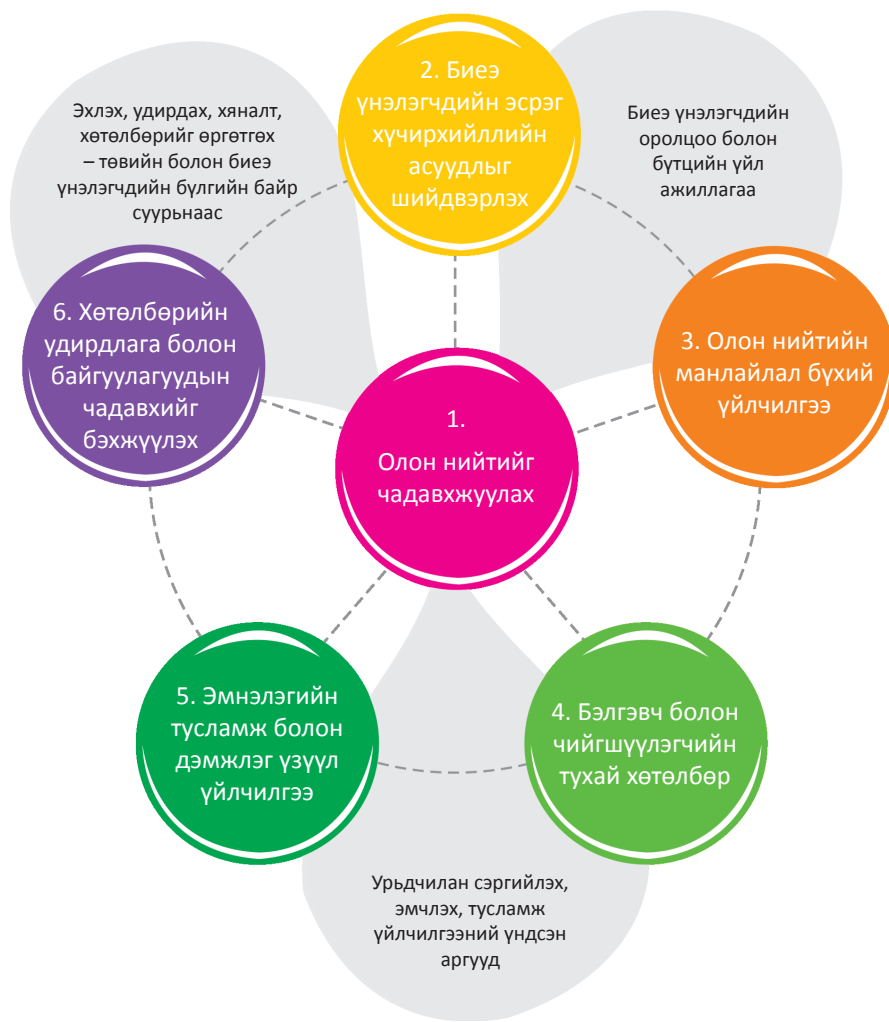 2. Биеэ
үнэлэгчдийн эсрэг
хүчирхийллийн
асуудлыг
шийдвэрлэх
Эхлэх, удирдах, хяналт,
хөтөлбөрийг өргөтгөх
– төвийн болон биеэ
үнэлэгчдийн бүлгийн байр
суурьнаас
Биеэ үнэлэгчдийн
оролцоо болон
бүтцийн үйл
ажиллагаа
6. Хөтөлбөрийн
удирдлага болон
байгуулагуудын
чадавхийг
бэхжүүлэх
3. Олон нийтийн
манлайлал бүхий
үйлчилгээ
1.
Олон нийтийг
чадавхжуулах
5. Эмнэлэгийн
тусламж болон
дэмжлэг үзүүл
үйлчилгээ
4. Бэлгэвч болон
чийгшүүлэгчийн
тухай хөтөлбөр
Урьдчилан сэргийлэх,
эмчлэх, тусламж
үйлчилгээний үндсэн
аргууд